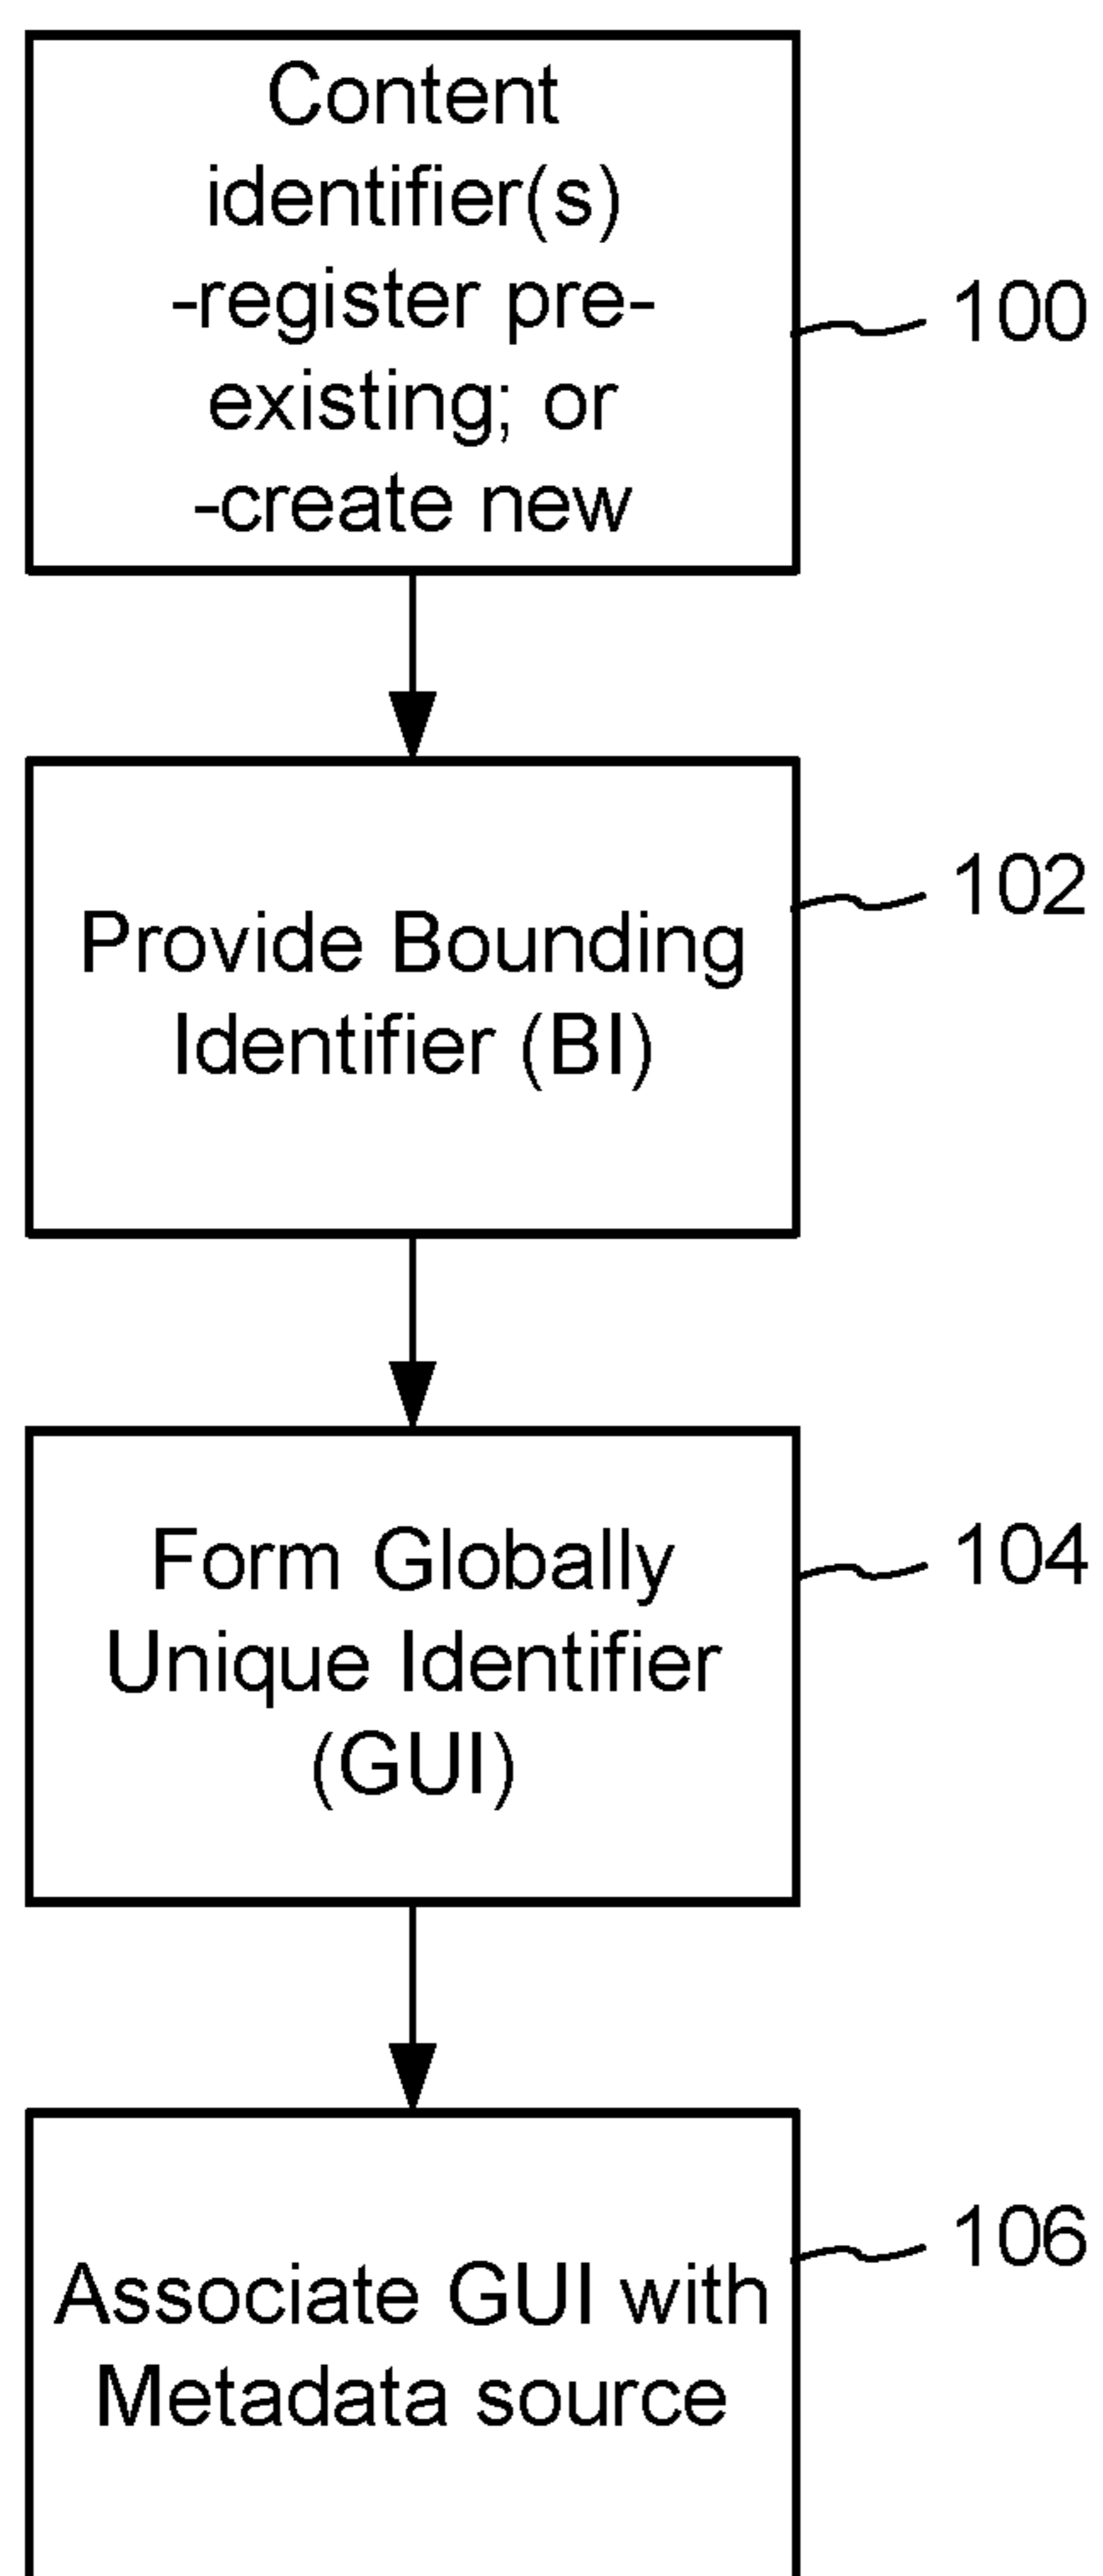 Content
identifier(s)
-register pre-
existing; or
-create new
100
Provide Bounding
Identifier (BI)
102
Form Globally
Unique Identifier
(GUI)
104
Associate GUI with
Metadada source
106